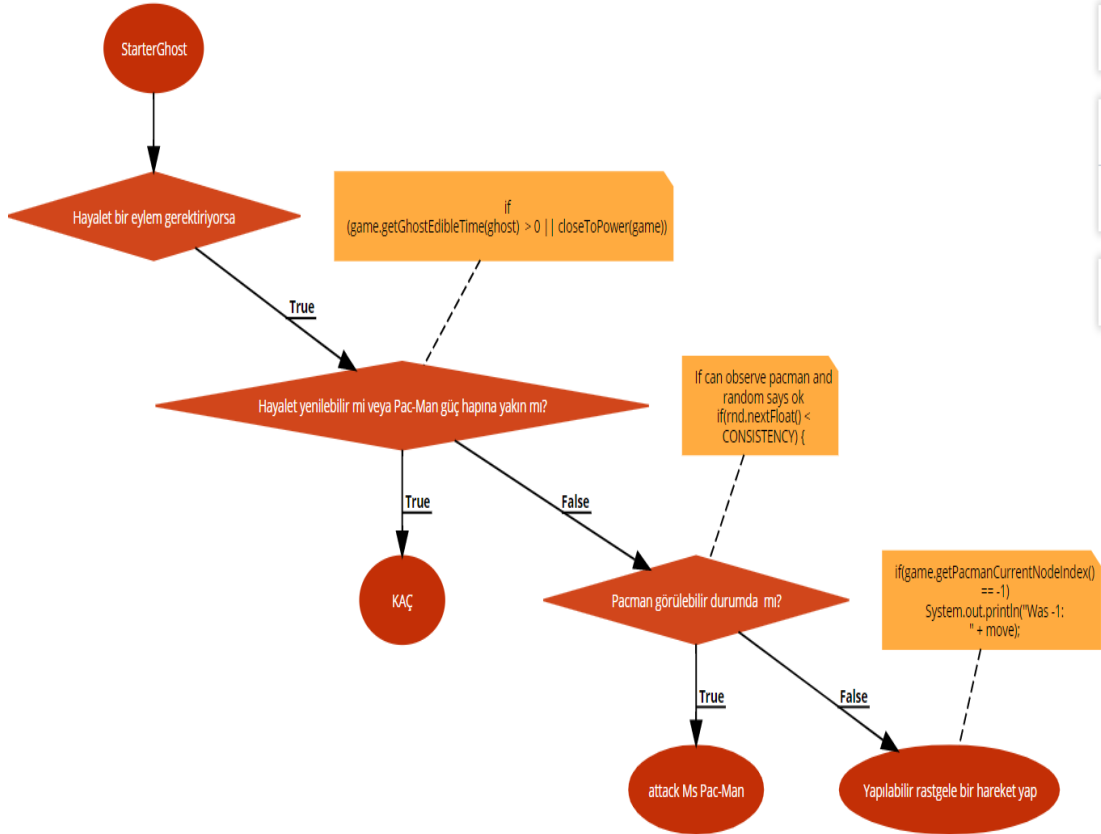 StarterGhost
Hayalet bir eylem gerektiriyorsa
if
(game.getGhostEdibleTime(ghost) > 0 || closeToPower(game))
True
Hayalet yenilebilir mi veya Pac-Man güç hapına yakın mı?
If can observe pacman and
random says ok
if(rnd.nextFloat() <
CONSISTENCY) {
True
False
KAÇ
Pacman görülebilir durumda mı?
if(game.getPacmanCurrentNodeIndex()
== -1)
System.out.println("Was -1:
" + move);
True
False
attack Ms Pac-Man
Yapılabilir rastgele bir hareket yap